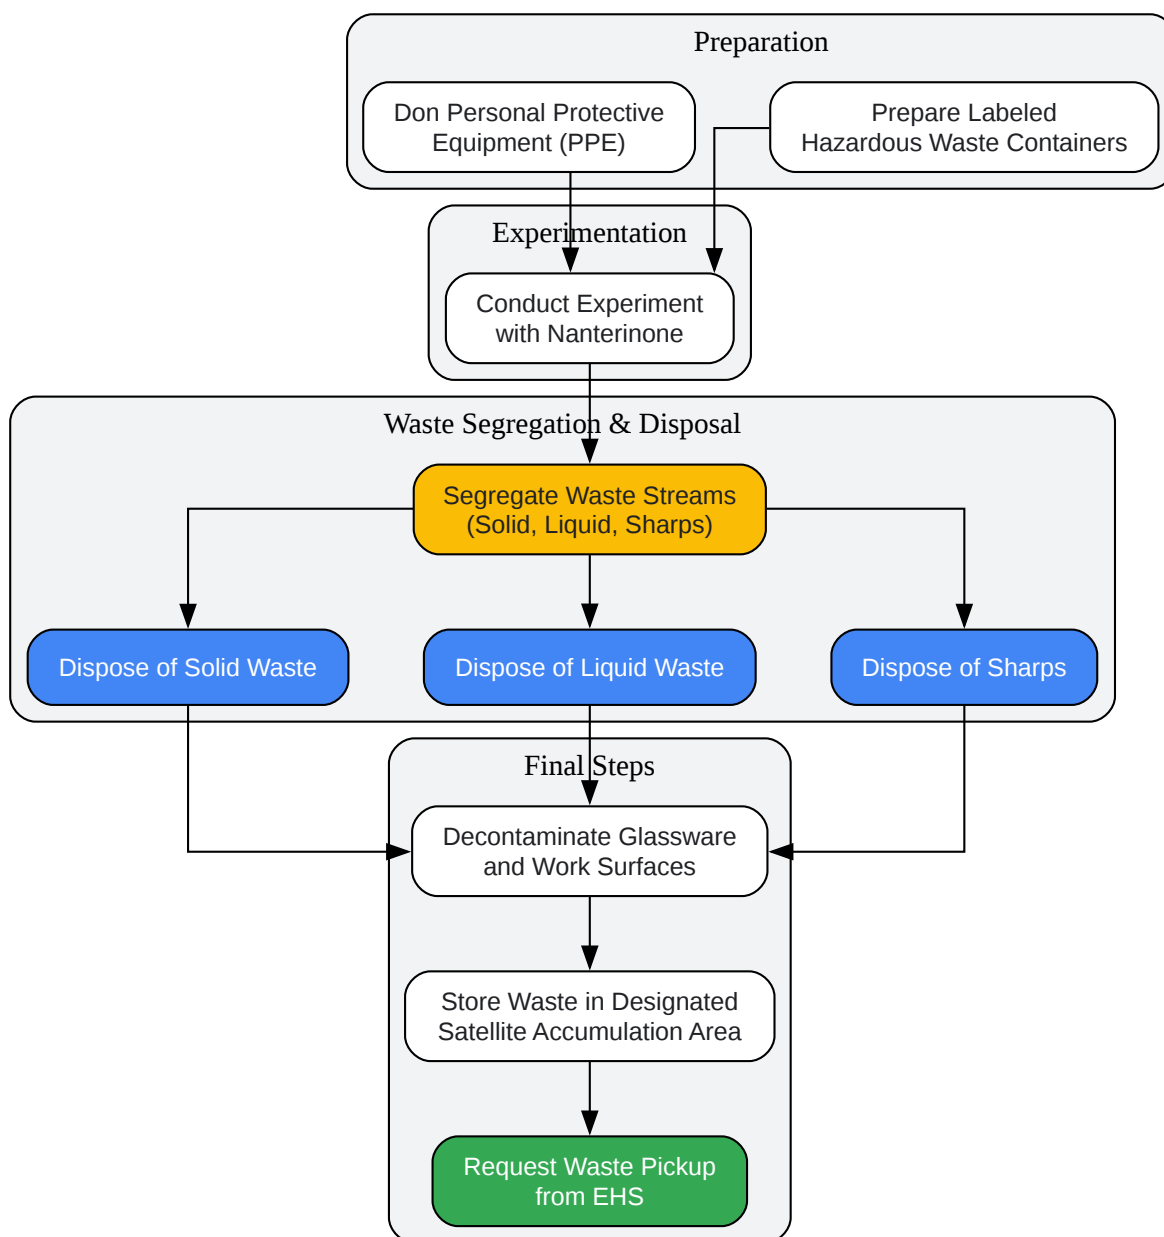 Preparation
Don Personal Protective
Equipment (PPE)
Prepare Labeled
Hazardous Waste Containers
Experimentation
Conduct Experiment
with Nanterinone
Waste Segregation & Disposal
Segregate Waste Streams
(Solid, Liquid, Sharps)
Dispose of Solid Waste
Dispose of Liquid Waste
Dispose of Sharps
Final Steps
Decontaminate Glassware
and Work Surfaces
Store Waste in Designated
Satellite Accumulation Area
Request Waste Pickup
from EHS